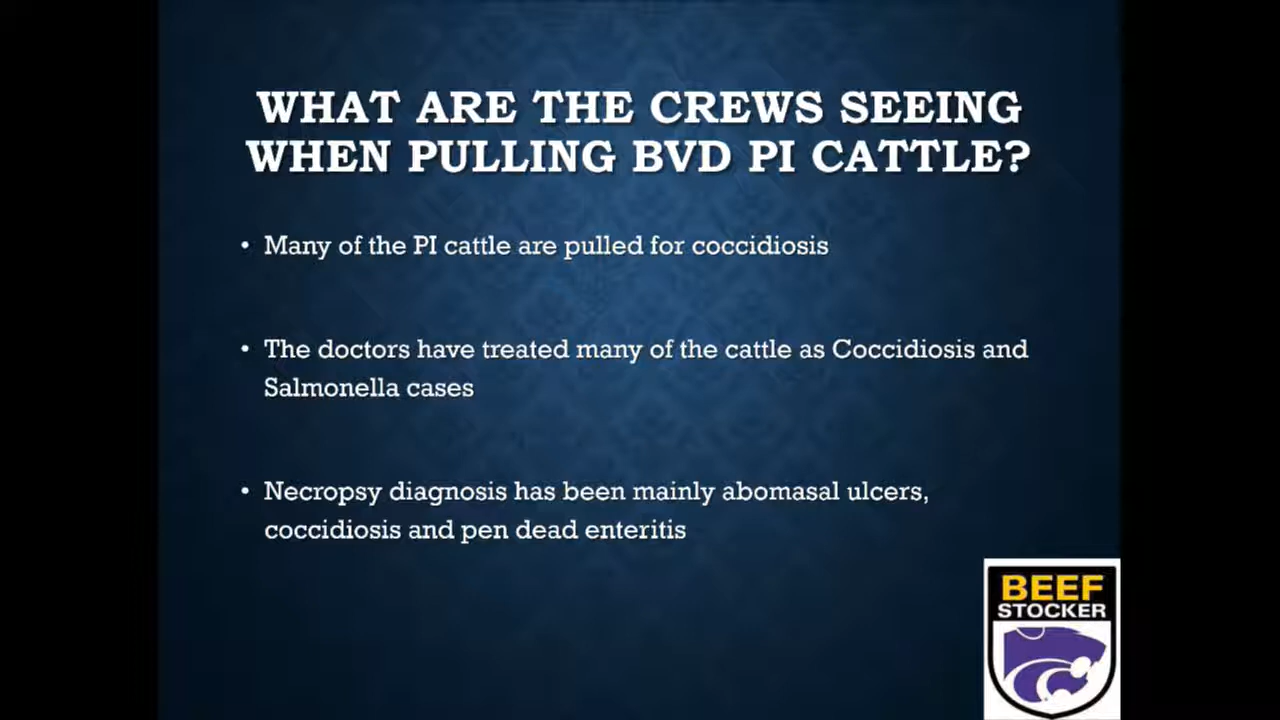 WHAT ARE THE CREWS SEEING
WHEN PULLING BVD PI CATTLE?
• Many of the PI cattle are pulled for coccidiosis
• The doctors have treated many of the cattle as Coccidiosis and
Salmonella cases
• Necropsy diagnosis has been mainly abomasal ulcers,
coccidiosis and pen dead enteritis
BEEF
STOCKER